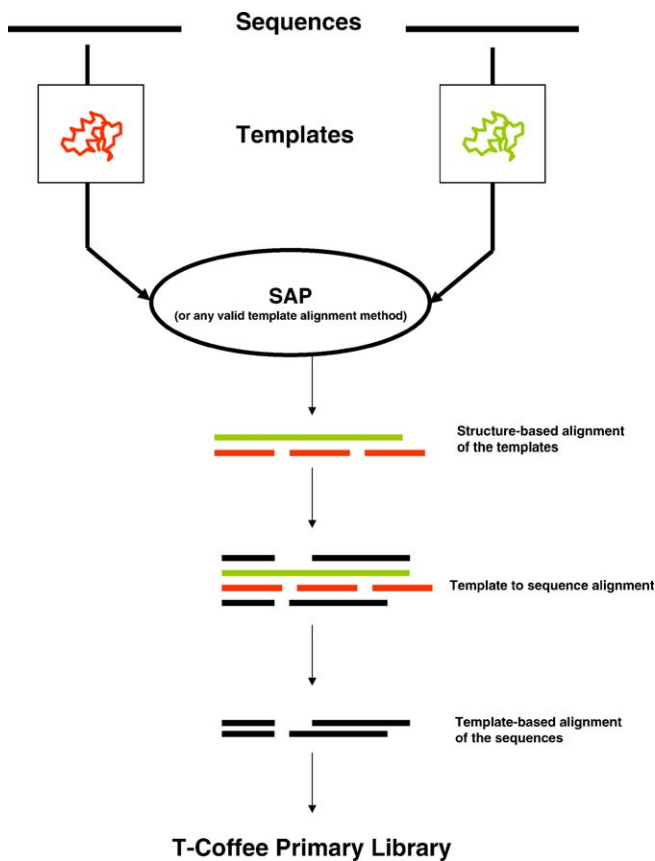 Sequences
Templates
SAP
(or any valid template alignment method)
Structure-based alignment
of the templates
Template to sequence alignment
Template-based alignment
of the sequences
T-Coffee Primary Library